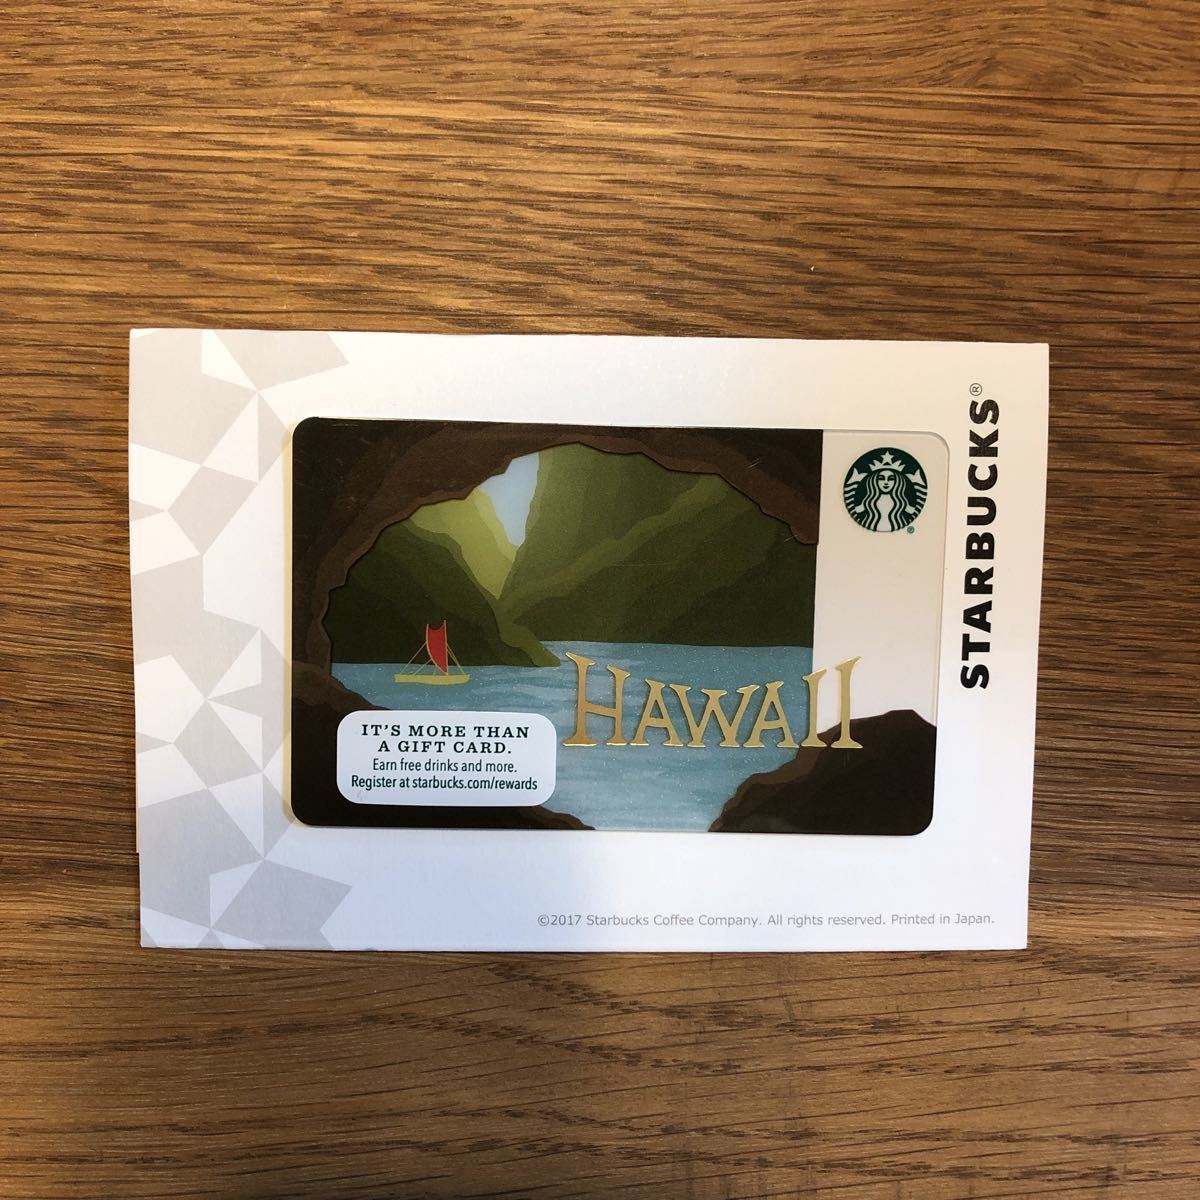 STARBUCKS®
HAWAII
IT'S MORE THAN
A GIFT CARD.
Earn free drinks and more.
Register at starbucks.com/rewards
©2017 Starbucks Coffee Company. All rights reserved. Printed in Japan.